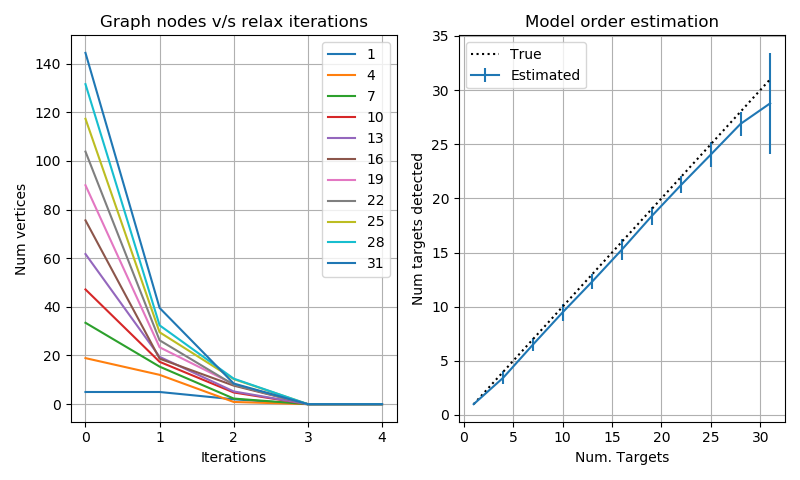 Graph nodes v/s relax iterations
140
120
100
80
60
40
20
0
Num vertices
0 1 2 3 4
Iterations
1
4
7
10
13
16
19
22
25
28
31
Model order estimation
35
30
25
20
15
10
5
0
Num targets detected
0 5 10 15 20 25 30
Num. Targets
True
Estimated